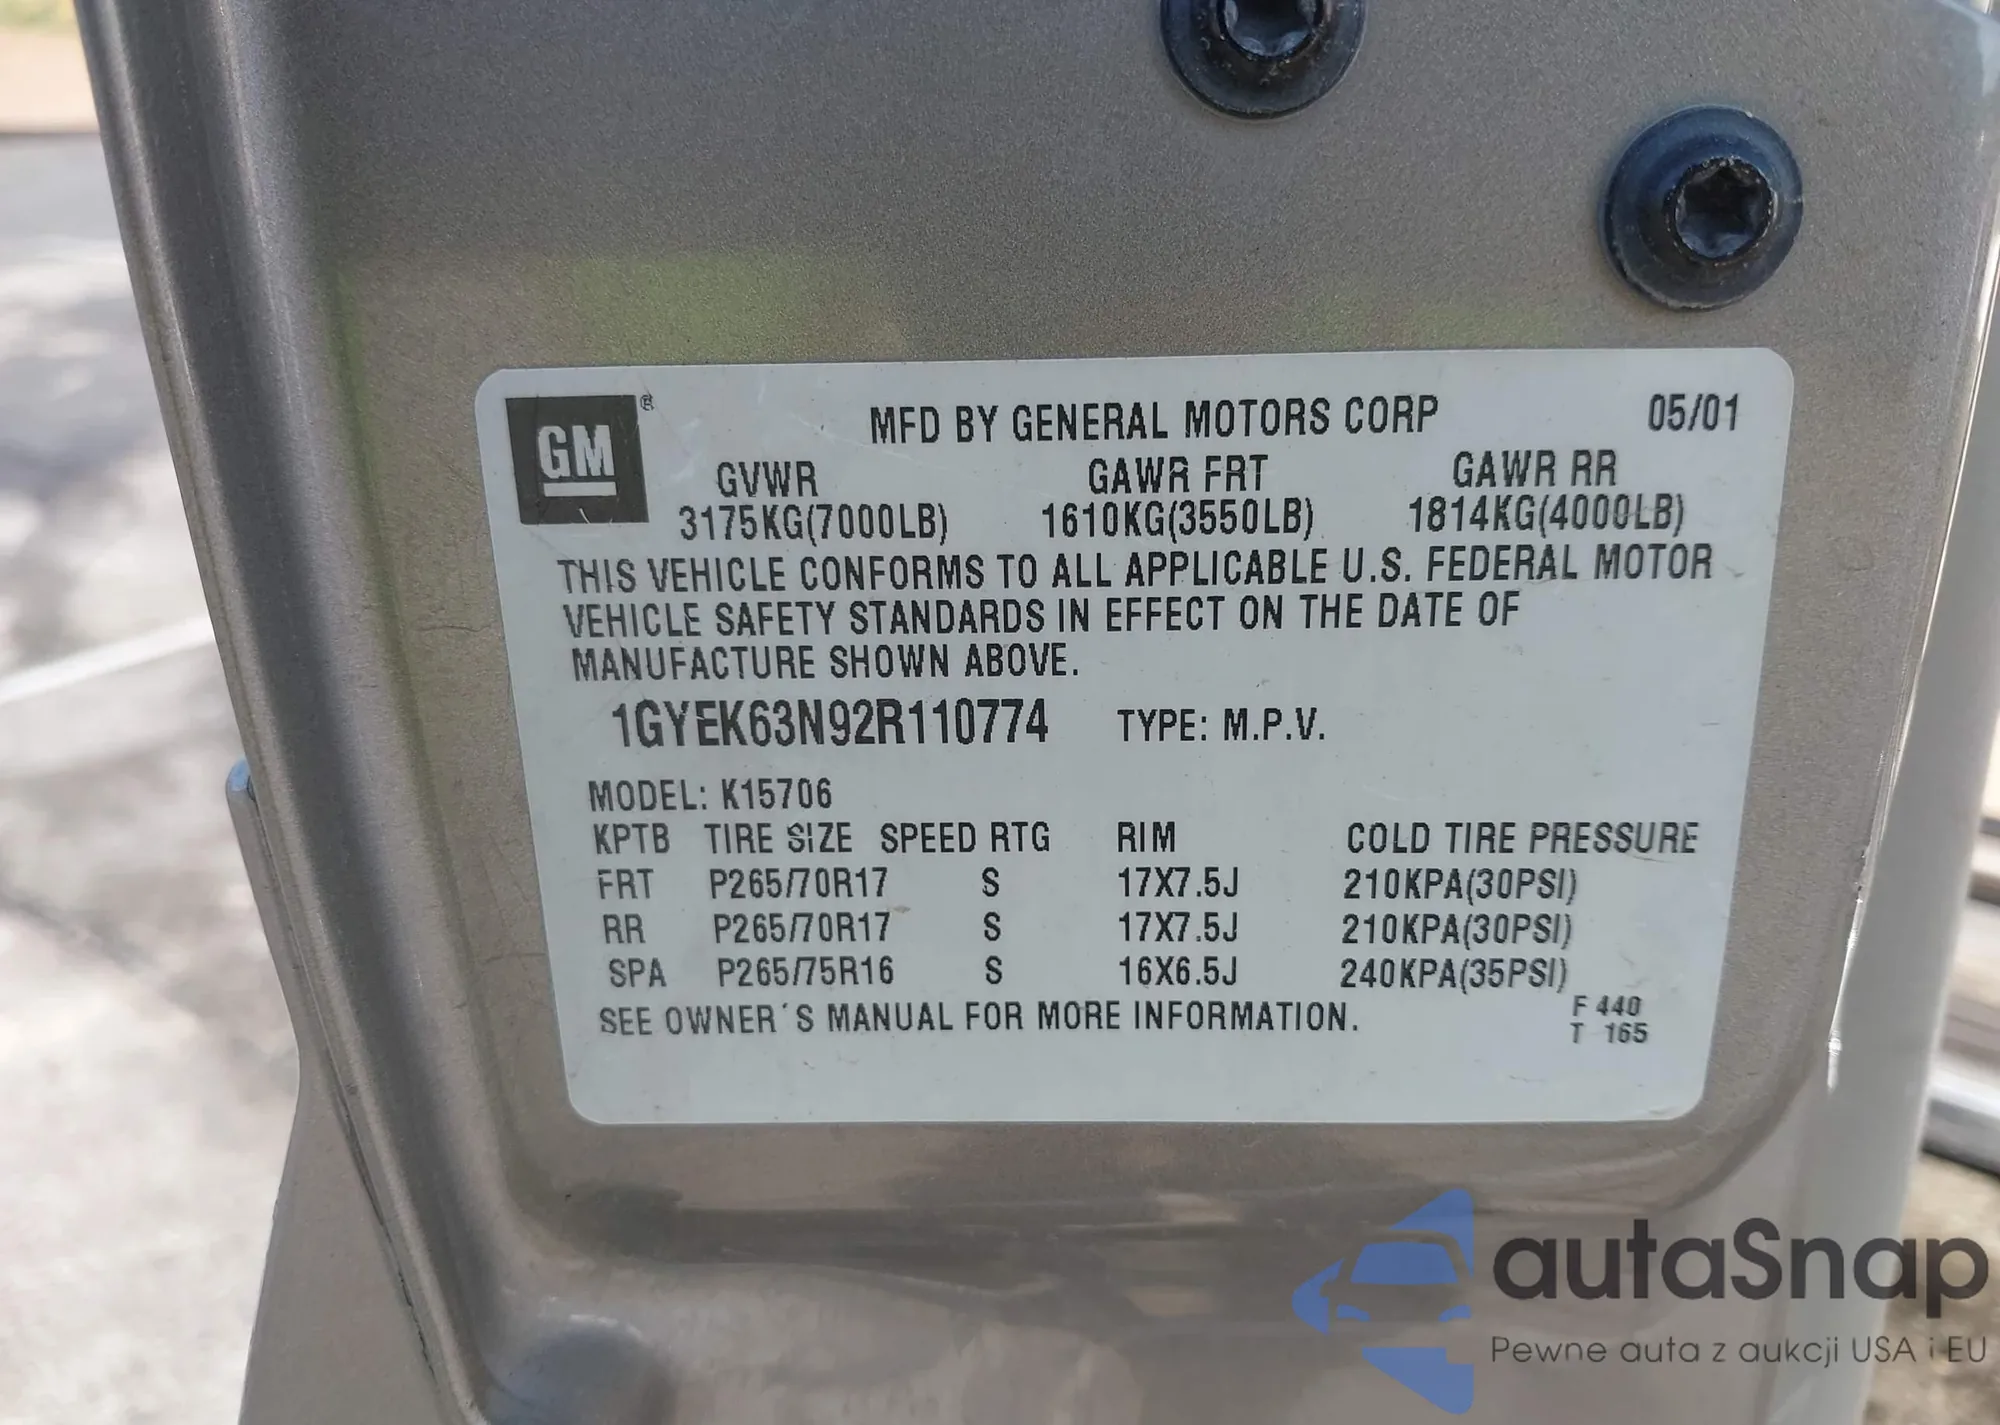 GM®
MFD BY GENERAL MOTORS CORP 05/01
GVWR GAWR FRT GAWR RR
3175KG(7000LB) 1610KG(3550LB) 1814KG(4000LB)
THIS VEHICLE CONFORMS TO ALL APPLICABLE U.S. FEDERAL MOTOR
VEHICLE SAFETY STANDARDS IN EFFECT ON THE DATE OF
MANUFACTURE SHOWN ABOVE.
1GYEK63N92R110774 TYPE: M.P.V.
MODEL: K15706
KPTB TIRE SIZE SPEED RTG RIM COLD TIRE PRESSURE
FRT P265/70R17 S 17X7.5J 210KPA(30PSI)
RR P265/70R17 S 17X7.5J 210KPA(30PSI)
SPA P265/75R16 S 16X6.5J 240KPA(35PSI)
SEE OWNER´S MANUAL FOR MORE INFORMATION.
F 440
T 165
autaSnap
Pewne auta z aukcji USA i EU